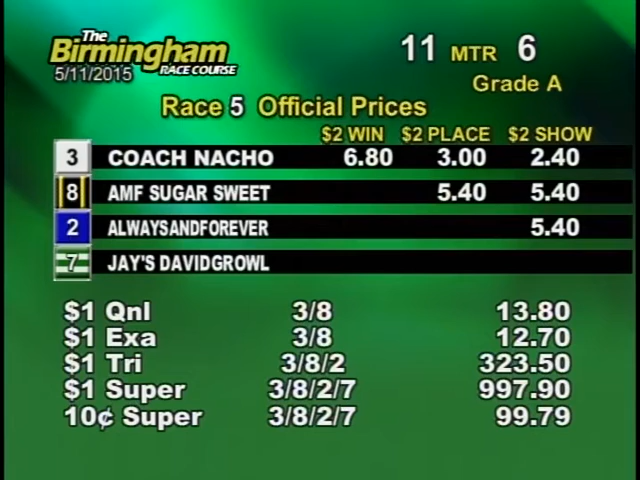 The
Birmingham
RACE COURSE
5/11/2015
11 MTR 6
Grade A
Race 5 Official Prices
$2 WIN $2 PLACE $2 SHOW
3 COACH NACHO 6.80 3.00 2.40
8 AMF SUGAR SWEET 5.40 5.40
2 ALWAYSANDFOREVER 5.40
7 JAY'S DAVIDGROWL
$1 Qnl 3/8 13.80
$1 Exa 3/8 12.70
$1 Tri 3/8/2 323.50
$1 Super 3/8/2/7 997.90
10¢ Super 3/8/2/7 99.79